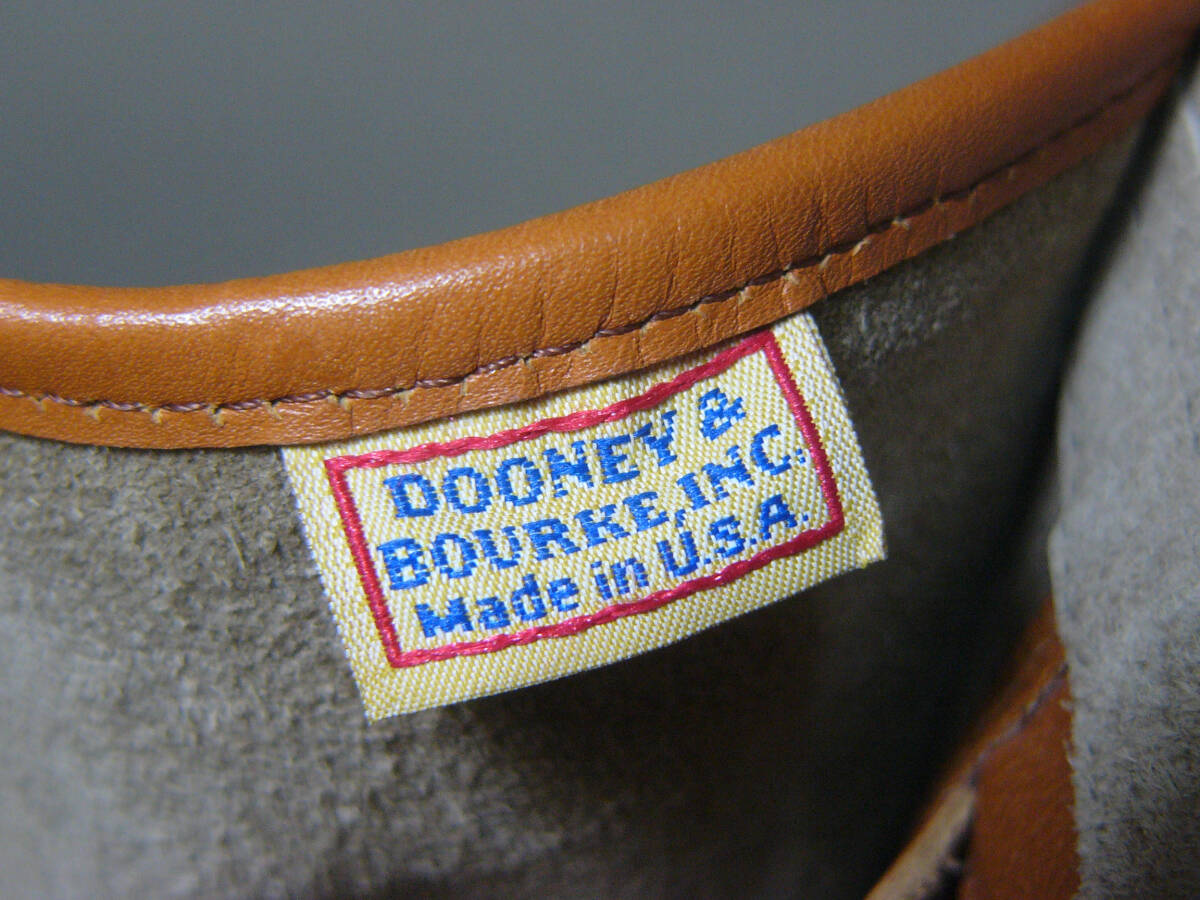 DOONEY &
BOURKE, INC.
Made in U.S.A.